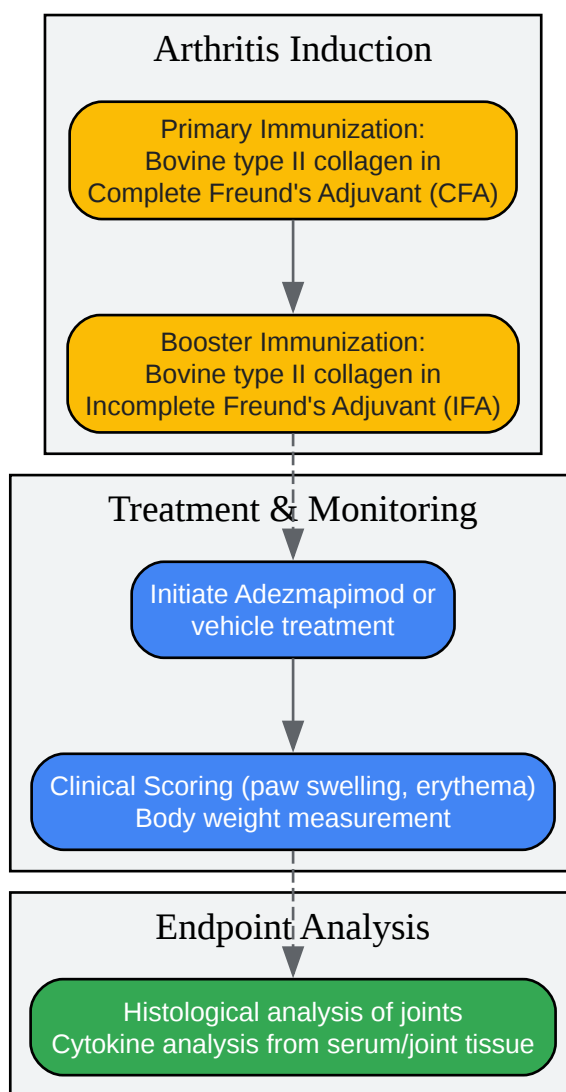 Arthritis Induction
Primary Immunization:
Bovine type II collagen in
Complete Freund's Adjuvant (CFA)
Booster Immunization:
Bovine type II collagen in
Incomplete Freund's Adjuvant (IFA)
Treatment & Monitoring
Initiate Adezmapimod or
vehicle treatment
Clinical Scoring (paw swelling, erythema)
Body weight measurement
Endpoint Analysis
Histological analysis of joints
Cytokine analysis from serum/joint tissue